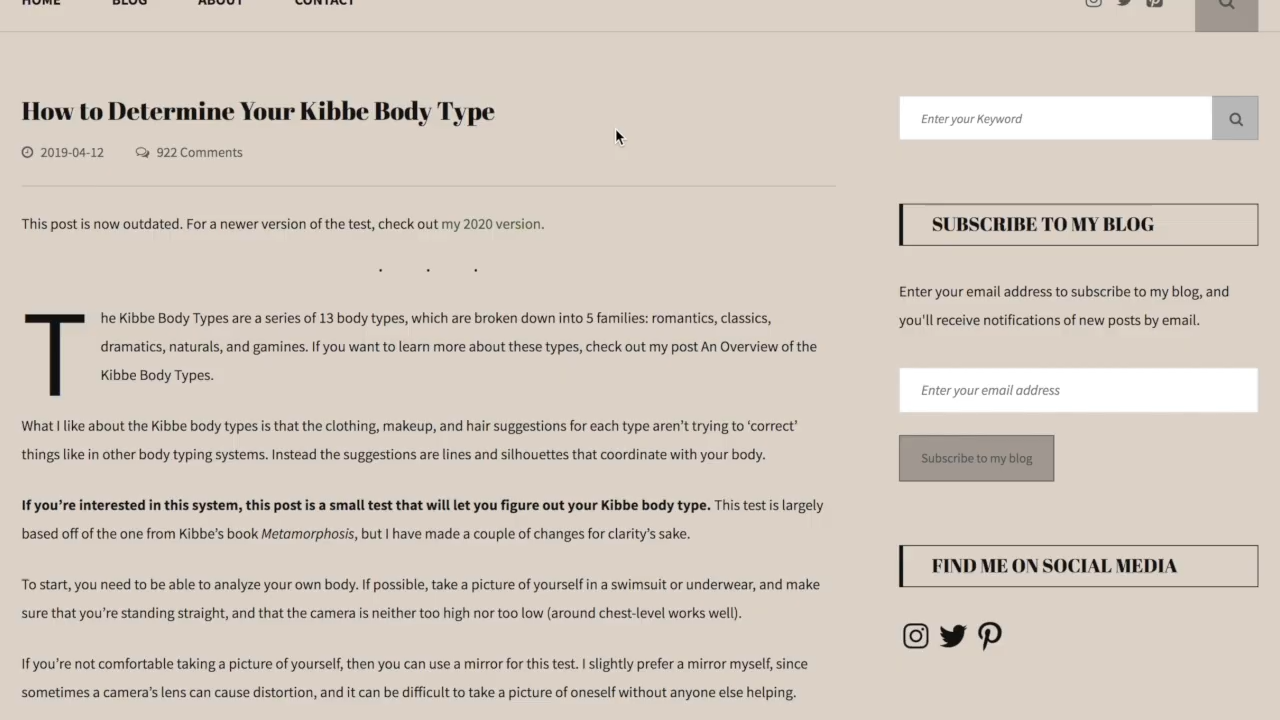 HOME BLOG ABOUT CONTACT
How to Determine Your Kibbe Body Type
2019-04-12 922 Comments
This post is now outdated. For a newer version of the test, check out my 2020 version.
. . .
The Kibbe Body Types are a series of 13 body types, which are broken down into 5 families: romantics, classics,
dramatics, naturals, and gamines. If you want to learn more about these types, check out my post An Overview of the
Kibbe Body Types.
What I like about the Kibbe body types is that the clothing, makeup, and hair suggestions for each type aren’t trying to ‘correct’
things like in other body typing systems. Instead the suggestions are lines and silhouettes that coordinate with your body.
If you’re interested in this system, this post is a small test that will let you figure out your Kibbe body type. This test is largely
based off of the one from Kibbe’s book Metamorphosis, but I have made a couple of changes for clarity’s sake.
To start, you need to be able to analyze your own body. If possible, take a picture of yourself in a swimsuit or underwear, and make
sure that you’re standing straight, and that the camera is neither too high nor too low (around chest-level works well).
If you’re not comfortable taking a picture of yourself, then you can use a mirror for this test. I slightly prefer a mirror myself, since
sometimes a camera’s lens can cause distortion, and it can be difficult to take a picture of oneself without anyone else helping.
Enter your Keyword
SUBSCRIBE TO MY BLOG
Enter your email address to subscribe to my blog, and
you'll receive notifications of new posts by email.
Enter your email address
Subscribe to my blog
FIND ME ON SOCIAL MEDIA